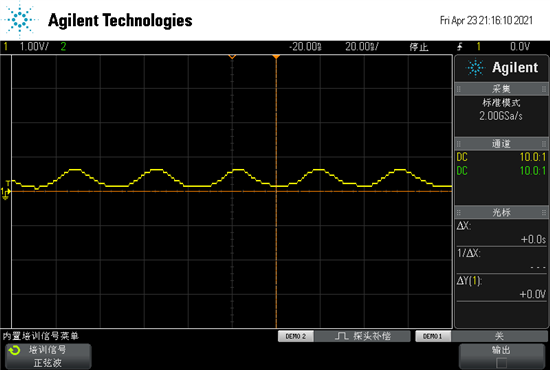 Agilent Technologies
Fri Apr 23 21:16:10 2021
1 1.00V/ 2 -20.00ns 20.00ns/ 停止 1 0.0V
Agilent
采集
标准模式
2.00GSa/s
通道
DC 10.0:1
DC 10.0:1
光标
ΔX:
+0.0s
1/ΔX:
---
ΔY(1):
+0.0V
内置培训信号菜单
DEMO 2 探头补偿 DEMO 1 关
培训信号
正弦波
输出